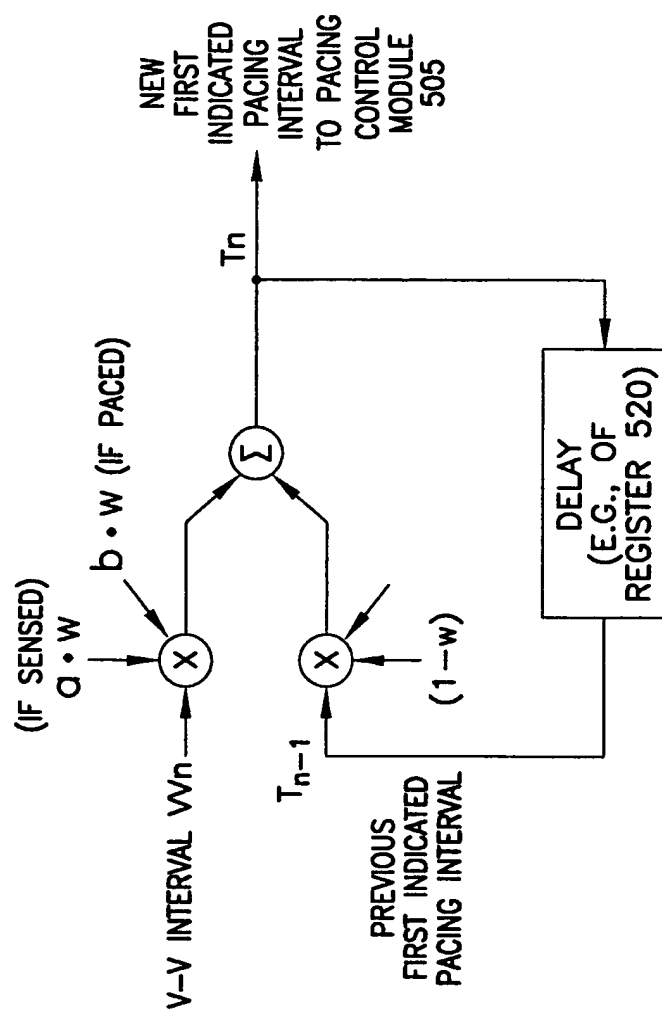 (IF SENSED)
a • w
b • w (IF PACED)
V–V INTERVAL VVn
X
Σ
Tn
NEW
FIRST
INDICATED
PACING
INTERVAL
TO PACING
CONTROL
MODULE
505
Tn–1
X
(1–w)
PREVIOUS
FIRST INDICATED
PACING INTERVAL
DELAY
(E.G., OF
REGISTER 520)